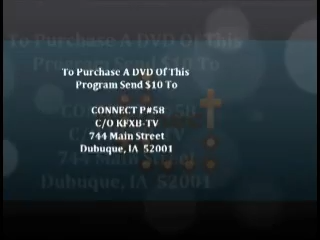 To Purchase A DVD Of This
Program Send $10 To
CONNECT P#58
C/O KFXB-TV
744 Main Street
Dubuque, IA 52001